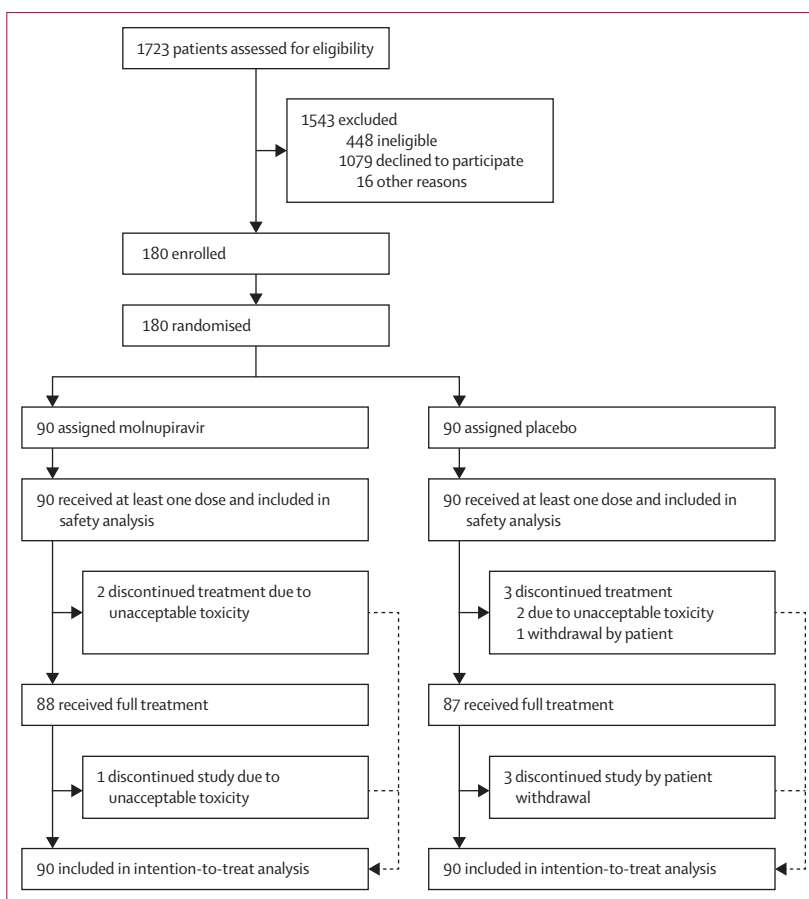 1723 patients assessed for eligibility
1543 excluded
448 ineligible
1079 declined to participate
16 other reasons
180 enrolled
180 randomised
90 assigned molnupiravir
90 assigned placebo
90 received at least one dose and included in
safety analysis
90 received at least one dose and included in
safety analysis
2 discontinued treatment due to
unacceptable toxicity
3 discontinued treatment
2 due to unacceptable toxicity
1 withdrawal by patient
88 received full treatment
87 received full treatment
1 discontinued study due to
unacceptable toxicity
3 discontinued study by patient
withdrawal
90 included in intention-to-treat analysis
90 included in intention-to-treat analysis